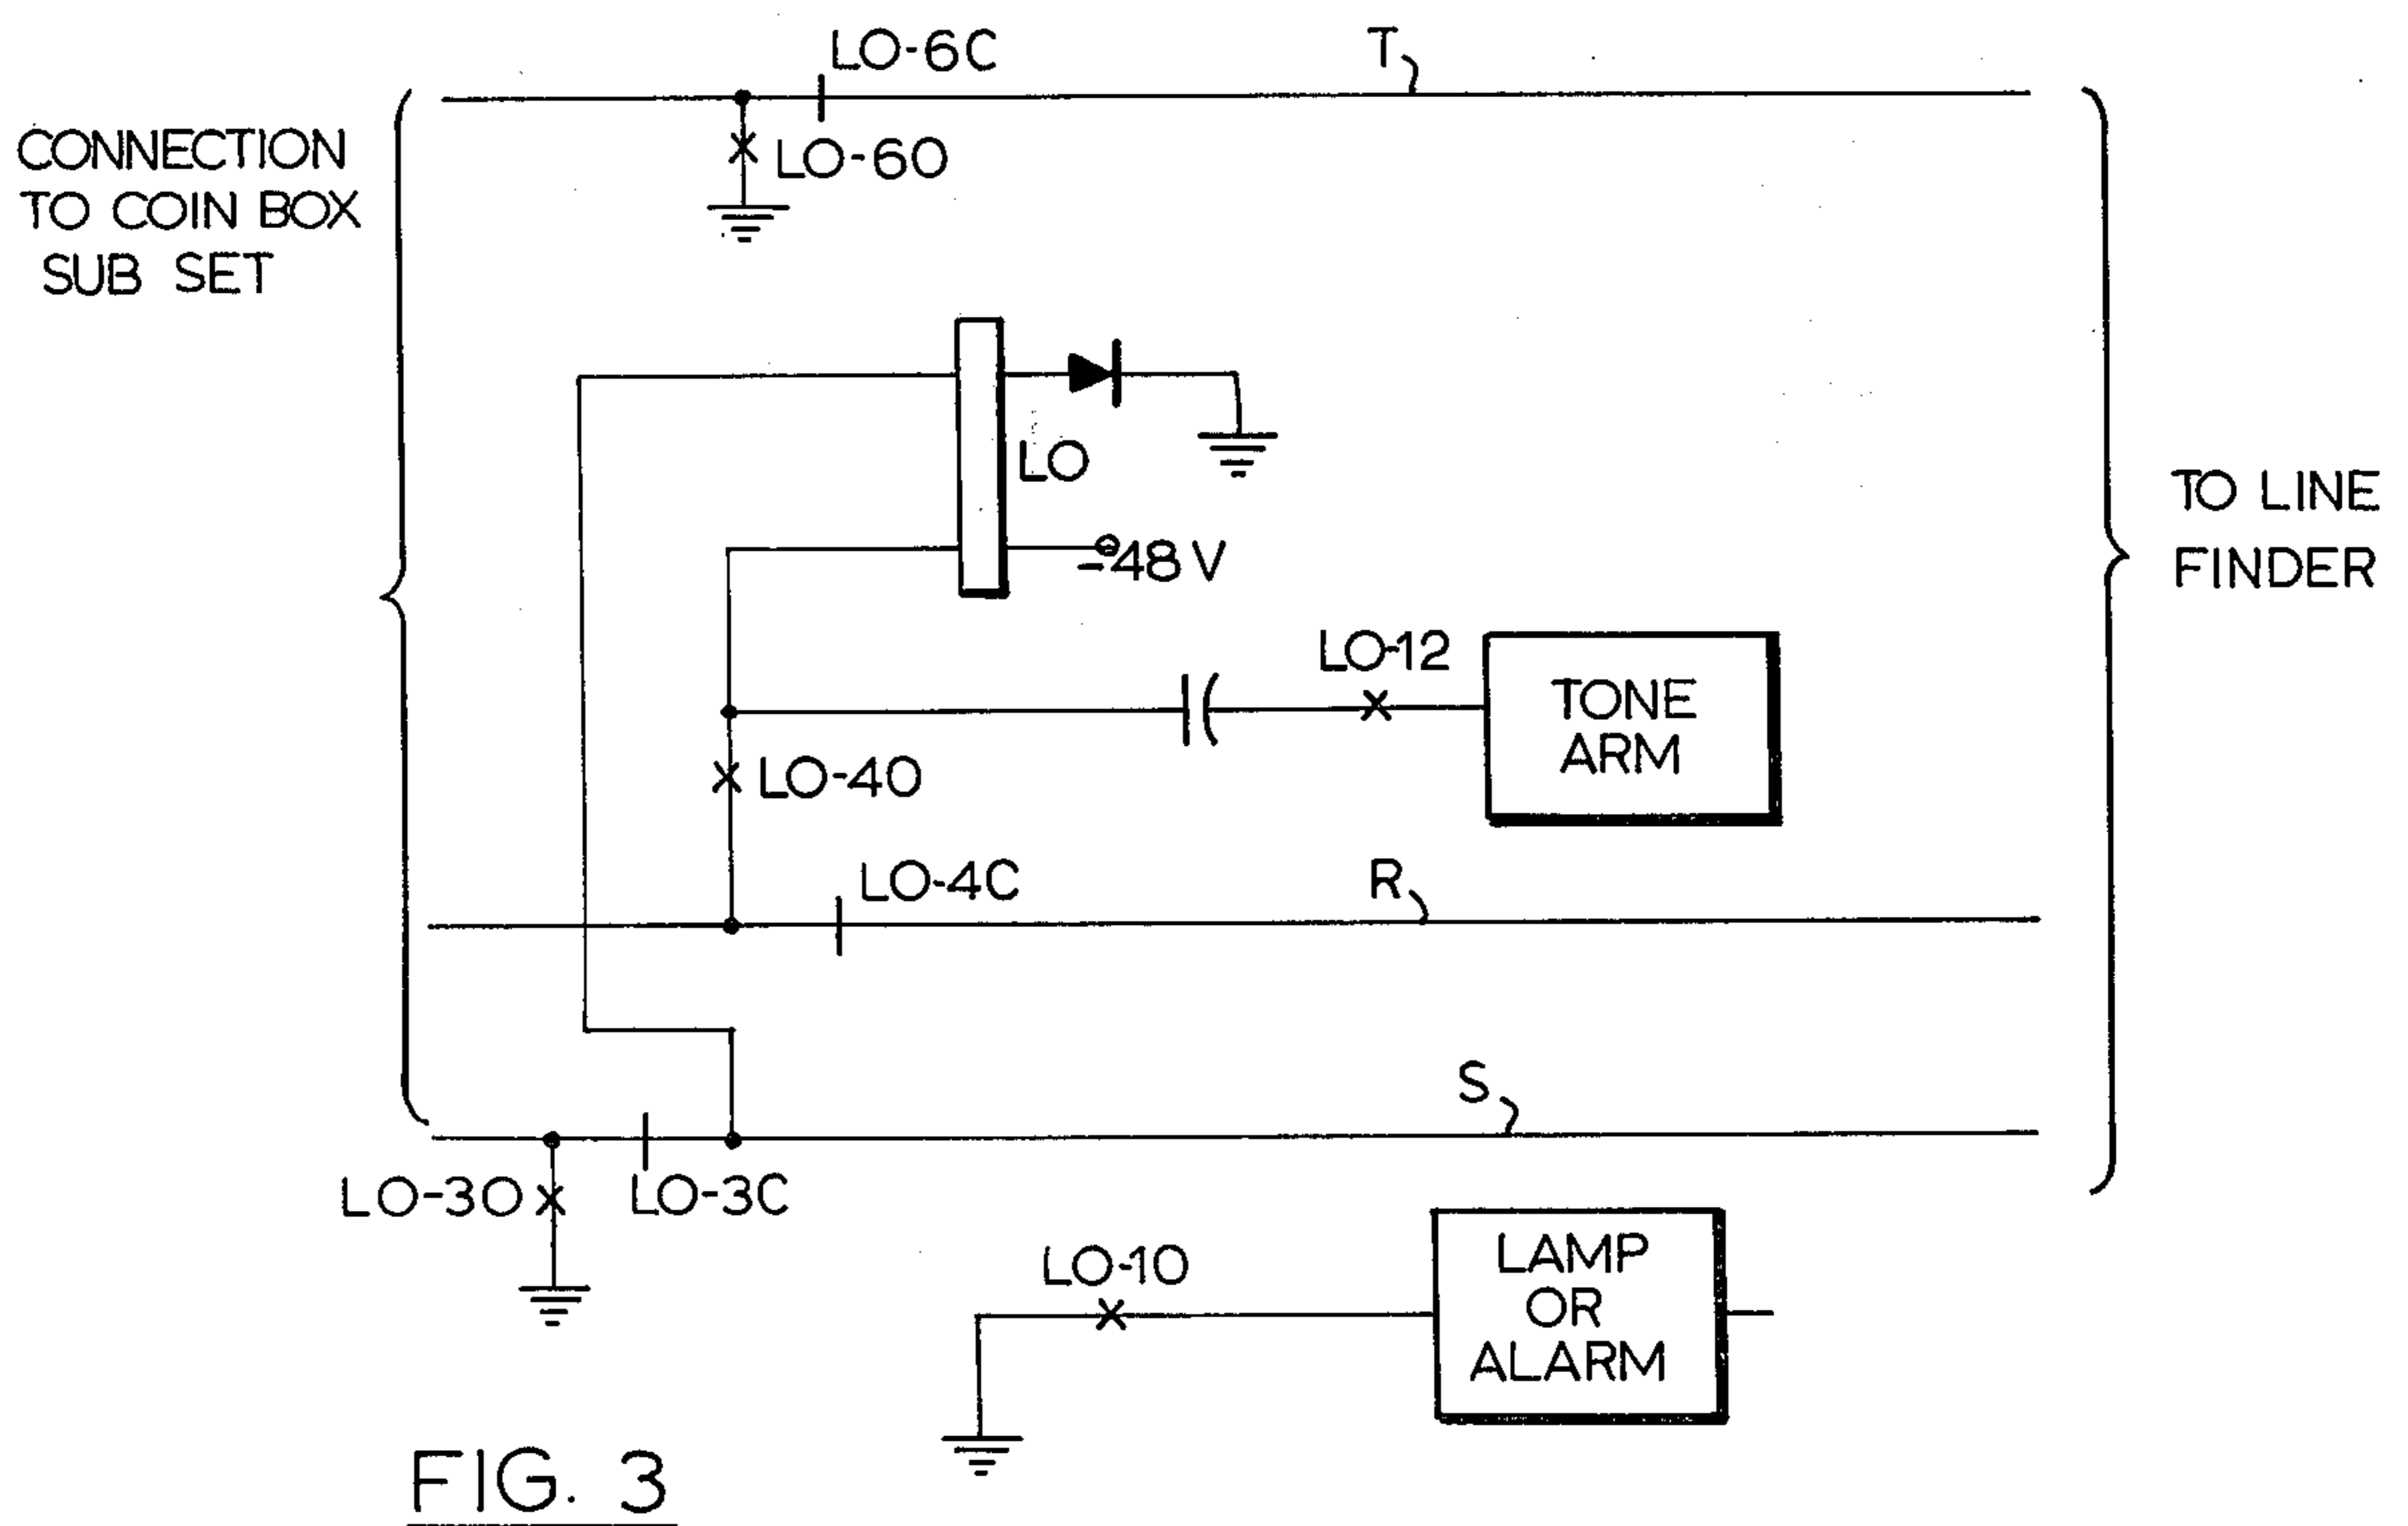 LO-6C
T
CONNECTION
TO COIN BOX
SUB SET
LO-60
LO
-48 V
TO LINE
FINDER
LO-12
TONE
ARM
LO-40
LO-4C
R
S
LO-30
LO-3C
LO-10
LAMP
OR
ALARM
FIG. 3